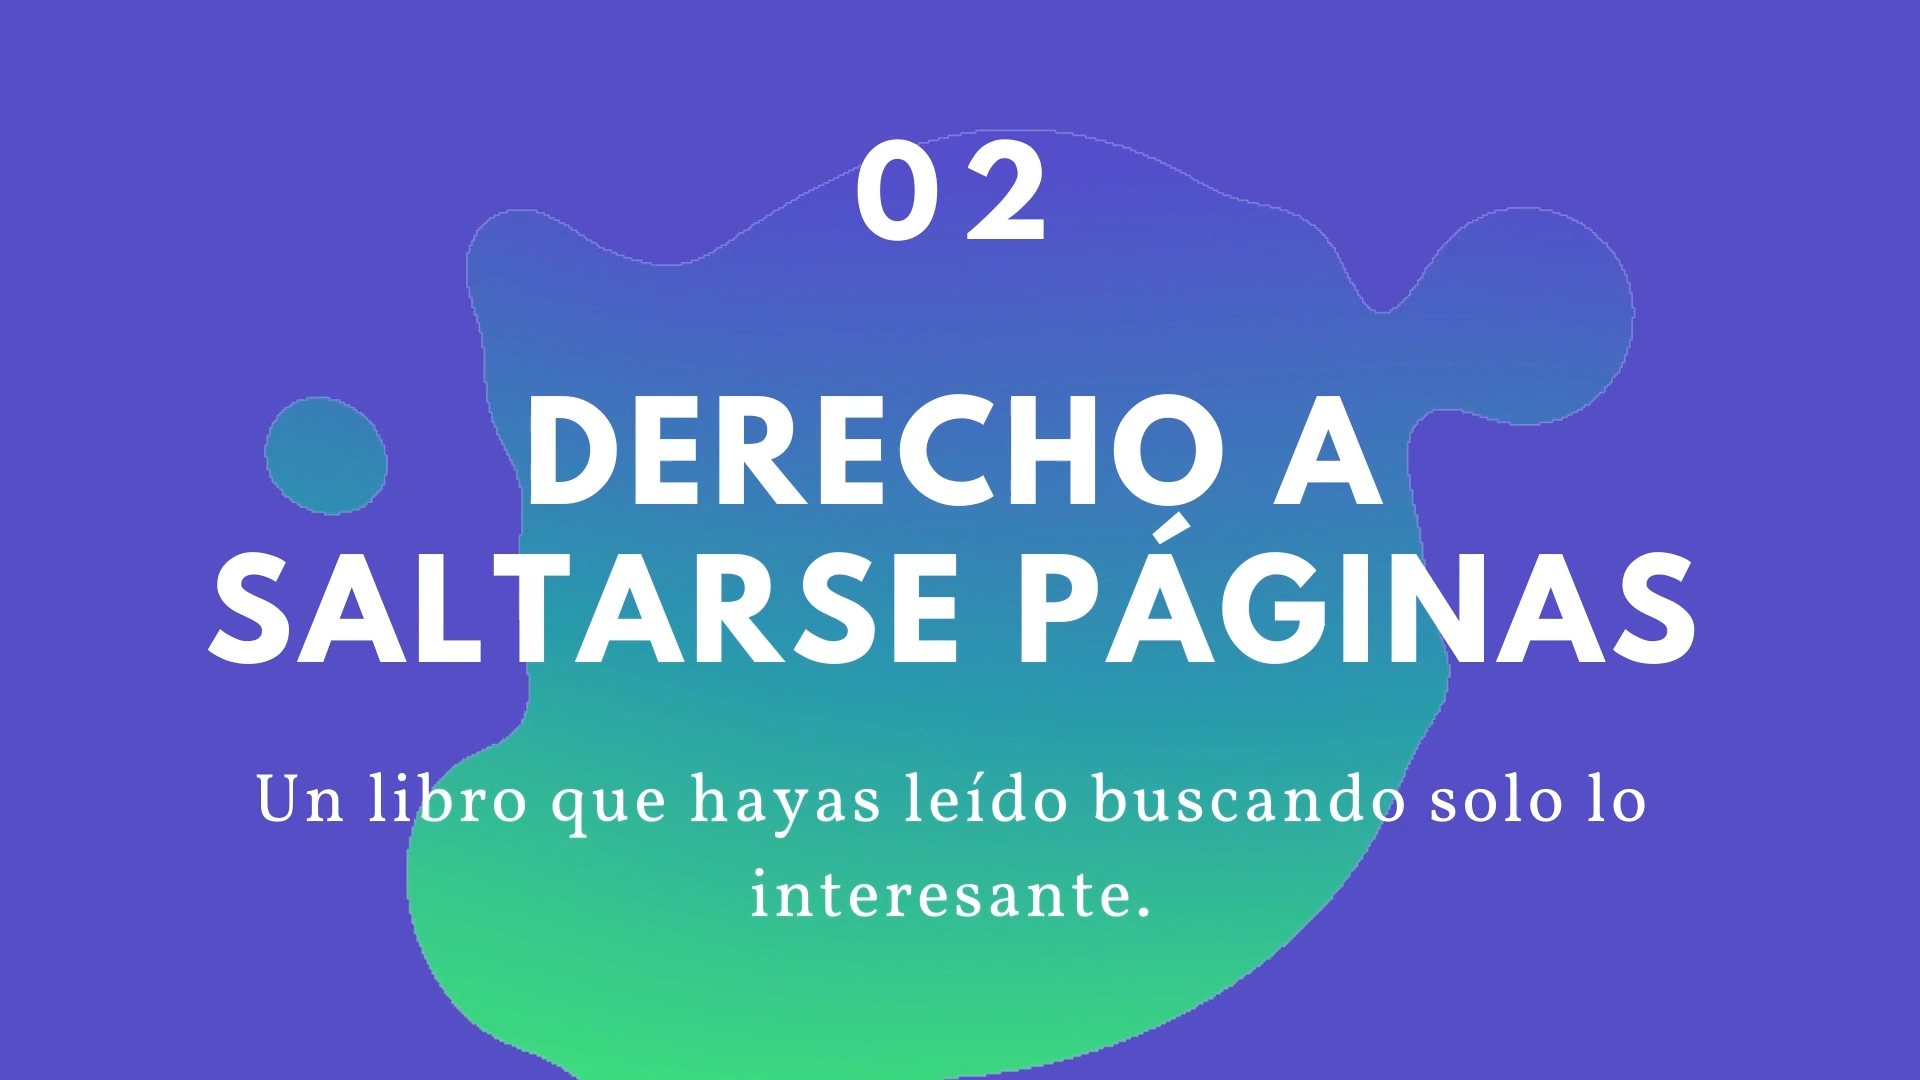 02
DERECHO A
SALTARSE PÁGINAS
Un libro que hayas leído buscando solo lo
interesante.